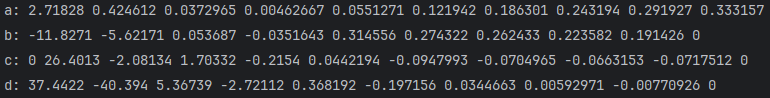 a: 2.71828 0.424612 0.0372965 0.00462667 0.0551271 0.121942 0.186301 0.243194 0.291927 0.333157
b: -11.8271 -5.62171 0.053687 -0.0351643 0.314556 0.274322 0.262433 0.223582 0.191426 0
c: 0 26.4013 -2.08134 1.70332 -0.2154 0.0442194 -0.0947993 -0.0704965 -0.0663153 -0.0717512 0
d: 37.4422 -40.394 5.36739 -2.72112 0.368192 -0.197156 0.0344663 0.00592971 -0.00770926 0